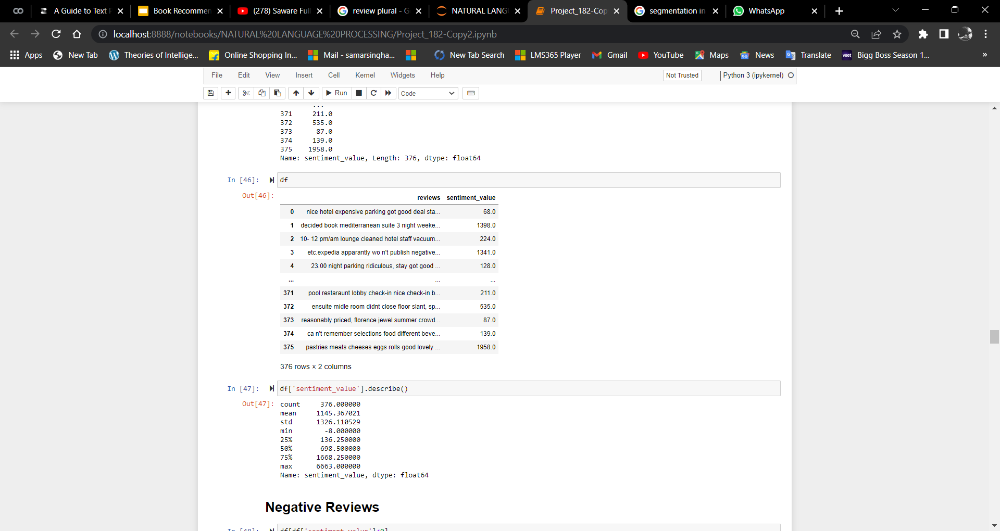 A Guide to Text P
Book Recommen
(278) Saware Full
review plural - G
NATURAL LANG
Project_182-Cop
segmentation in
WhatsApp
localhost:8888/notebooks/NATURAL%20LANGUAGE%20PROCESSING/Project_182-Copy2.ipynb
Apps New Tab Theories of Intellige... Online Shopping In... Mail - samarsingha... New Tab Search LMS365 Player Gmail YouTube Maps News Translate voot Bigg Boss Season 1... »
File Edit View Insert Cell Kernel Widgets Help Not Trusted Python 3 (ipykernel)
Run Code
...
371 211.0
372 535.0
373 87.0
374 139.0
375 1958.0
Name: sentiment_value, Length: 376, dtype: float64
In [46]: df
Out[46]:
reviews sentiment_value
0 nice hotel expensive parking got good deal sta... 68.0
1 decided book mediterranean suite 3 night weeke... 1398.0
2 10- 12 pm/am lounge cleaned hotel staff vacuum... 224.0
3 etc.expedia apparantly wo n't publish negative... 1341.0
4 23.00 night parking ridiculous, stay got good ... 128.0
... ... ...
371 pool restaraunt lobby check-in nice check-in b... 211.0
372 ensuite midle room didnt close floor slant, sp... 535.0
373 reasonably priced, florence jewel summer crowd... 87.0
374 ca n't remember selections food different beve... 139.0
375 pastries meats cheeses eggs rolls good lovely ... 1958.0
376 rows × 2 columns
In [47]: df['sentiment_value'].describe()
Out[47]: count 376.000000
mean 1145.367021
std 1326.110529
min -8.000000
25% 136.250000
50% 698.500000
75% 1668.250000
max 6663.000000
Name: sentiment_value, dtype: float64
Negative Reviews
In [48]: df[df['sentiment_value']<0]